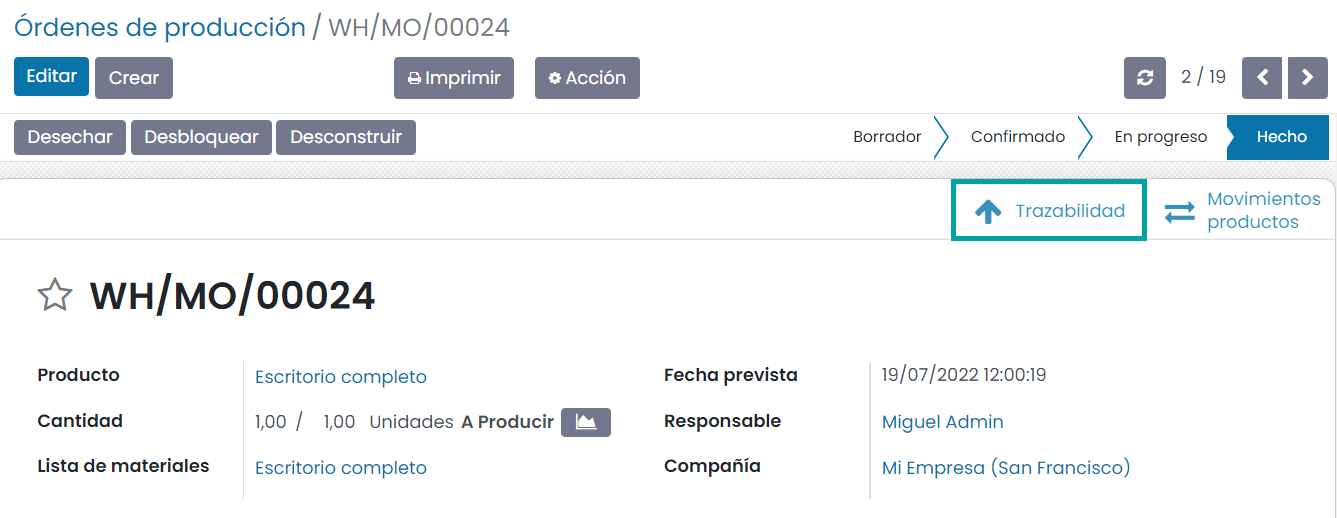 Órdenes de producción / WH/MO/00024
Editar Crear Imprimir Acción 2 / 19
Desechar Desbloquear Desconstruir Borrador Confirmado En progreso Hecho
Trazabilidad Movimientos
productos
WH/MO/00024
Producto Escritorio completo Fecha prevista 19/07/2022 12:00:19
Cantidad 1,00 / 1,00 Unidades A Producir Responsable Miguel Admin
Lista de materiales Escritorio completo Compañía Mi Empresa (San Francisco)